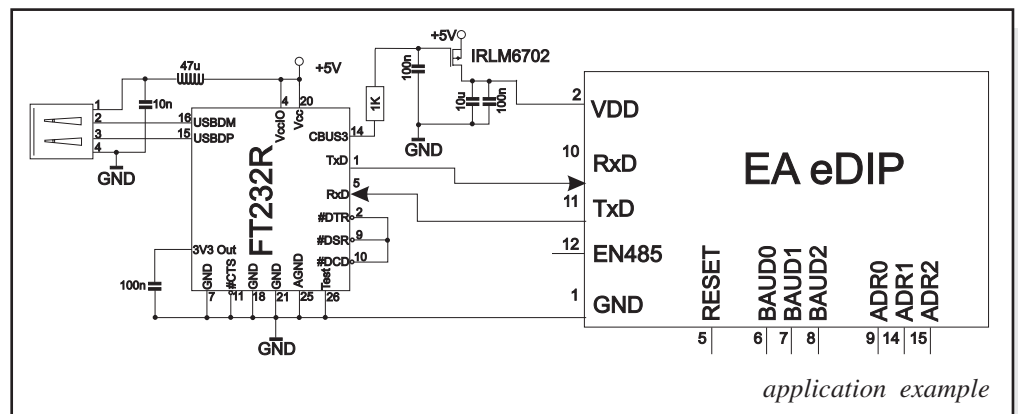 +5V
IRLM6702
47u
+5V
100n
1
10n
4
20
1K
10u
100n
2
VDD
2
16
USBDM
VccIO
Vcc
14
3
15
USBDP
CBUS3
GND
4
TxD
1
10
RxD
GND
FT232R
EA eDIP
RxD
5
11
TxD
#DTR
2
#DSR
9
12
EN485
3V3 Out
#DCD
10
100n
GND
#CTS
GND
GND
AGND
Test
1
GND
7
11
18
21
25
26
RESET
BAUD0
BAUD1
BAUD2
ADR0
ADR1
ADR2
GND
5
6
7
8
9
14
15
application example